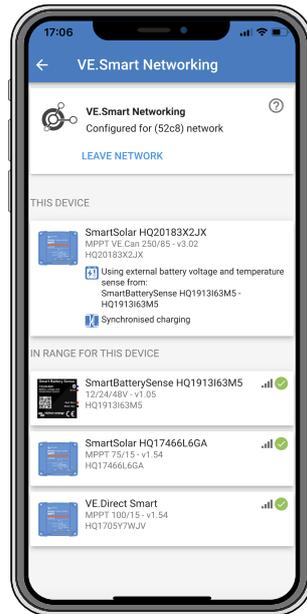 17:06
VE.Smart Networking
VE.Smart Networking
Configured for (52c8) network
LEAVE NETWORK
THIS DEVICE
SmartSolar HQ20183X2JX
MPPT VE.Can 250/85 - v3.02
HQ20183X2JX
Using external battery voltage and temperature
sense from:
SmartBatterySense HQ1913I63M5 -
HQ1913I63M5
Synchronised charging
IN RANGE FOR THIS DEVICE
Smart Battery Sense
SmartBatterySense HQ1913I63M5
12/24/48V - v1.05
HQ1913I63M5
SmartSolar HQ17466L6GA
MPPT 75/15 - v1.54
HQ17466L6GA
VE.Direct Smart
MPPT 100/15 - v1.54
HQ1705Y7WJV